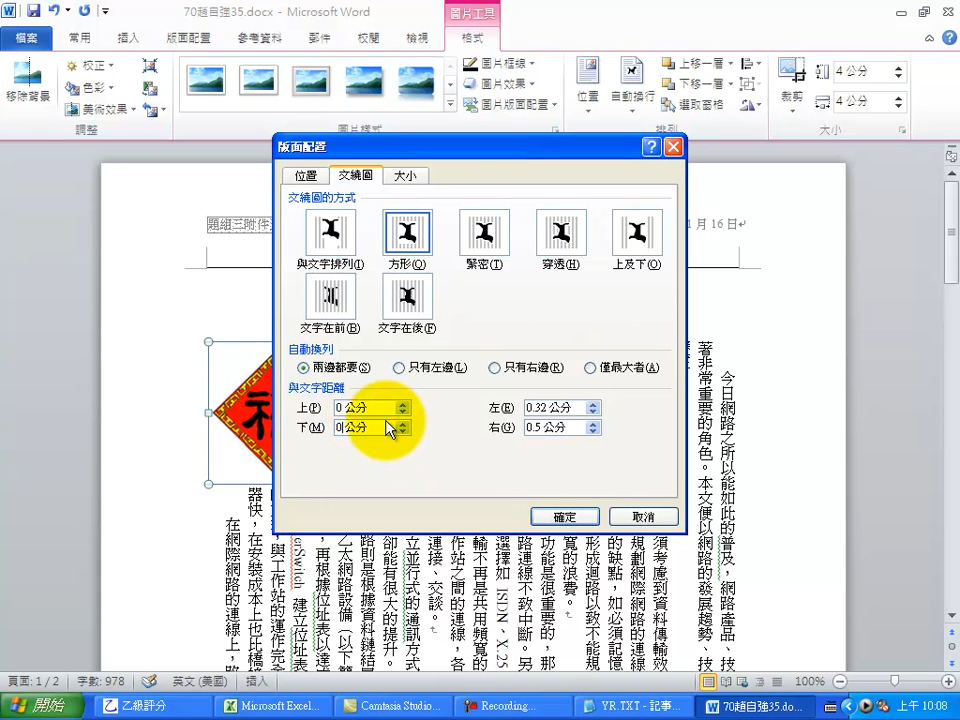 70趙自強35.docx - Microsoft Word
圖片工具
檔案 常用 插入 版面配置 參考資料 郵件 校閱 檢視 格式
移除背景
校正
色彩
美術效果
調整
圖片樣式
圖片框線
圖片效果
圖片版面配置
位置
自動換行
上移一層
下移一層
選取窗格
排列
裁剪
4 公分
4 公分
大小
版面配置
位置 文繞圖 大小
文繞圖的方式
與文字排列(I) 方形(Q) 緊密(T) 穿透(H) 上及下(O)
文字在前(B) 文字在後(F)
自動換列
兩邊都要(S) 只有左邊(L) 只有右邊(R) 僅最大者(A)
與文字距離
上(P) 0 公分 左(E) 0.32 公分
下(M) 0 公分 右(G) 0.5 公分
確定 取消
題組三附件
月 16 日
今日網路之所以能如此的普及，網路產品、技
著非常重要的角色。本文便以網路的發展趨勢、技
須考慮到資料傳輸效
規劃網際網路
的缺點，如必須記憶
形成迴路以致不能規
寬的浪費。
功能是很重要的，那
路連線不致中斷。另
選擇如 ISDN、X.25
輸不再是共用頻寬的
作站之間的連線，各
連接、交談。
立並行式的通訊方式
卻能有很大的提升。
路則是根據資料鏈結層
乙太網路設備（以下
，再根據位址表以達
erSwitch 建立位址表
，與工作站的運作完
器快，在安裝成本上也比橋
在網際網路的連線上，路
頁面: 1 / 2 字數: 978 英文 (美國) 插入 100%
開始 乙級評分 Microsoft Excel... Camtasia Studio... Recording... YR.TXT - 記事... 70趙自強35.do... 上午 10:08